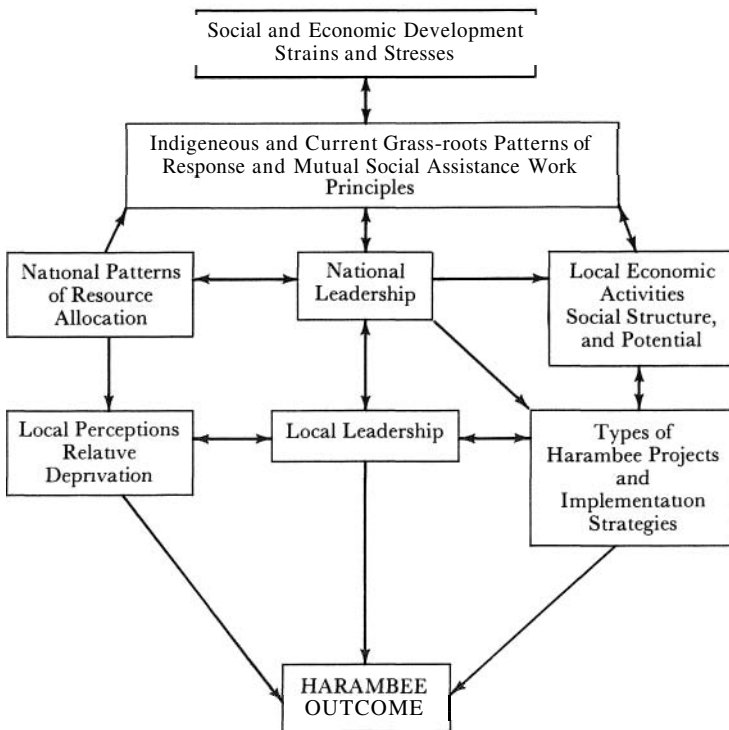 Social and Economic Development
Strains and Stresses
Indigeneous and Current Grass-roots Patterns of
Response and Mutual Social Assistance Work
Principles
National Patterns
of Resource
Allocation
National
Leadership
Local Economic
Activities
Social Structure,
and Potential
Local Perceptions
Relative
Deprivation
Local Leadership
Types of
Harambee Projects
and
Implementation
Strategies
HARAMBEE
OUTCOME